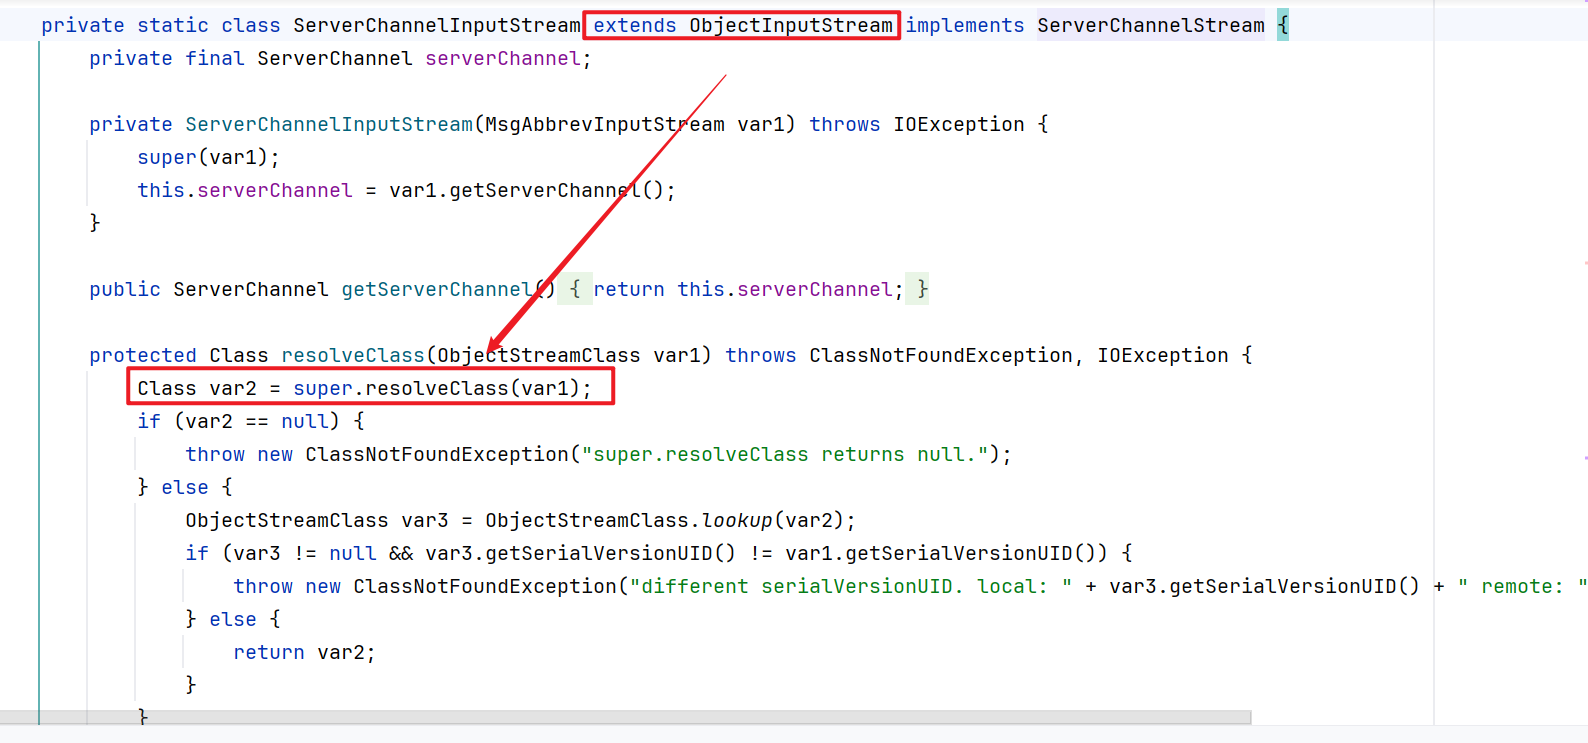 private static class ServerChannelInputStream extends ObjectInputStream implements ServerChannelStream {
    private final ServerChannel serverChannel;
    private ServerChannelInputStream(MsgAbbrevInputStream var1) throws IOException {
        super(var1);
        this.serverChannel = var1.getServerChannel();
    }
    public ServerChannel getServerChannel() { return this.serverChannel; }
    protected Class resolveClass(ObjectStreamClass var1) throws ClassNotFoundException, IOException {
        Class var2 = super.resolveClass(var1);
        if (var2 == null) {
            throw new ClassNotFoundException("super.resolveClass returns null.");
        } else {
            ObjectStreamClass var3 = ObjectStreamClass.lookup(var2);
            if (var3 != null && var3.getSerialVersionUID() != var1.getSerialVersionUID()) {
                throw new ClassNotFoundException("different serialVersionUID. local: " + var3.getSerialVersionUID() + " remote: "
            } else {
                return var2;
            }
        }